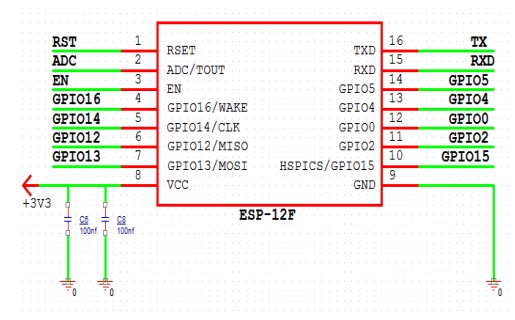 RST 1 RSET TXD 16 TX
ADC 2 ADC/TOUT RXD 15 RXD
EN 3 EN GPIO5 14 GPIO5
GPIO16 4 GPIO16/WAKE GPIO4 13 GPIO4
GPIO14 5 GPIO14/CLK GPIO0 12 GPIO0
GPIO12 6 GPIO12/MISO GPIO2 11 GPIO2
GPIO13 7 GPIO13/MOSI HSPICS/GPIO15 10 GPIO15
8 VCC GND 9
+3V3
ESP-12F
C8 C8
100nf 100nf
0 0 0